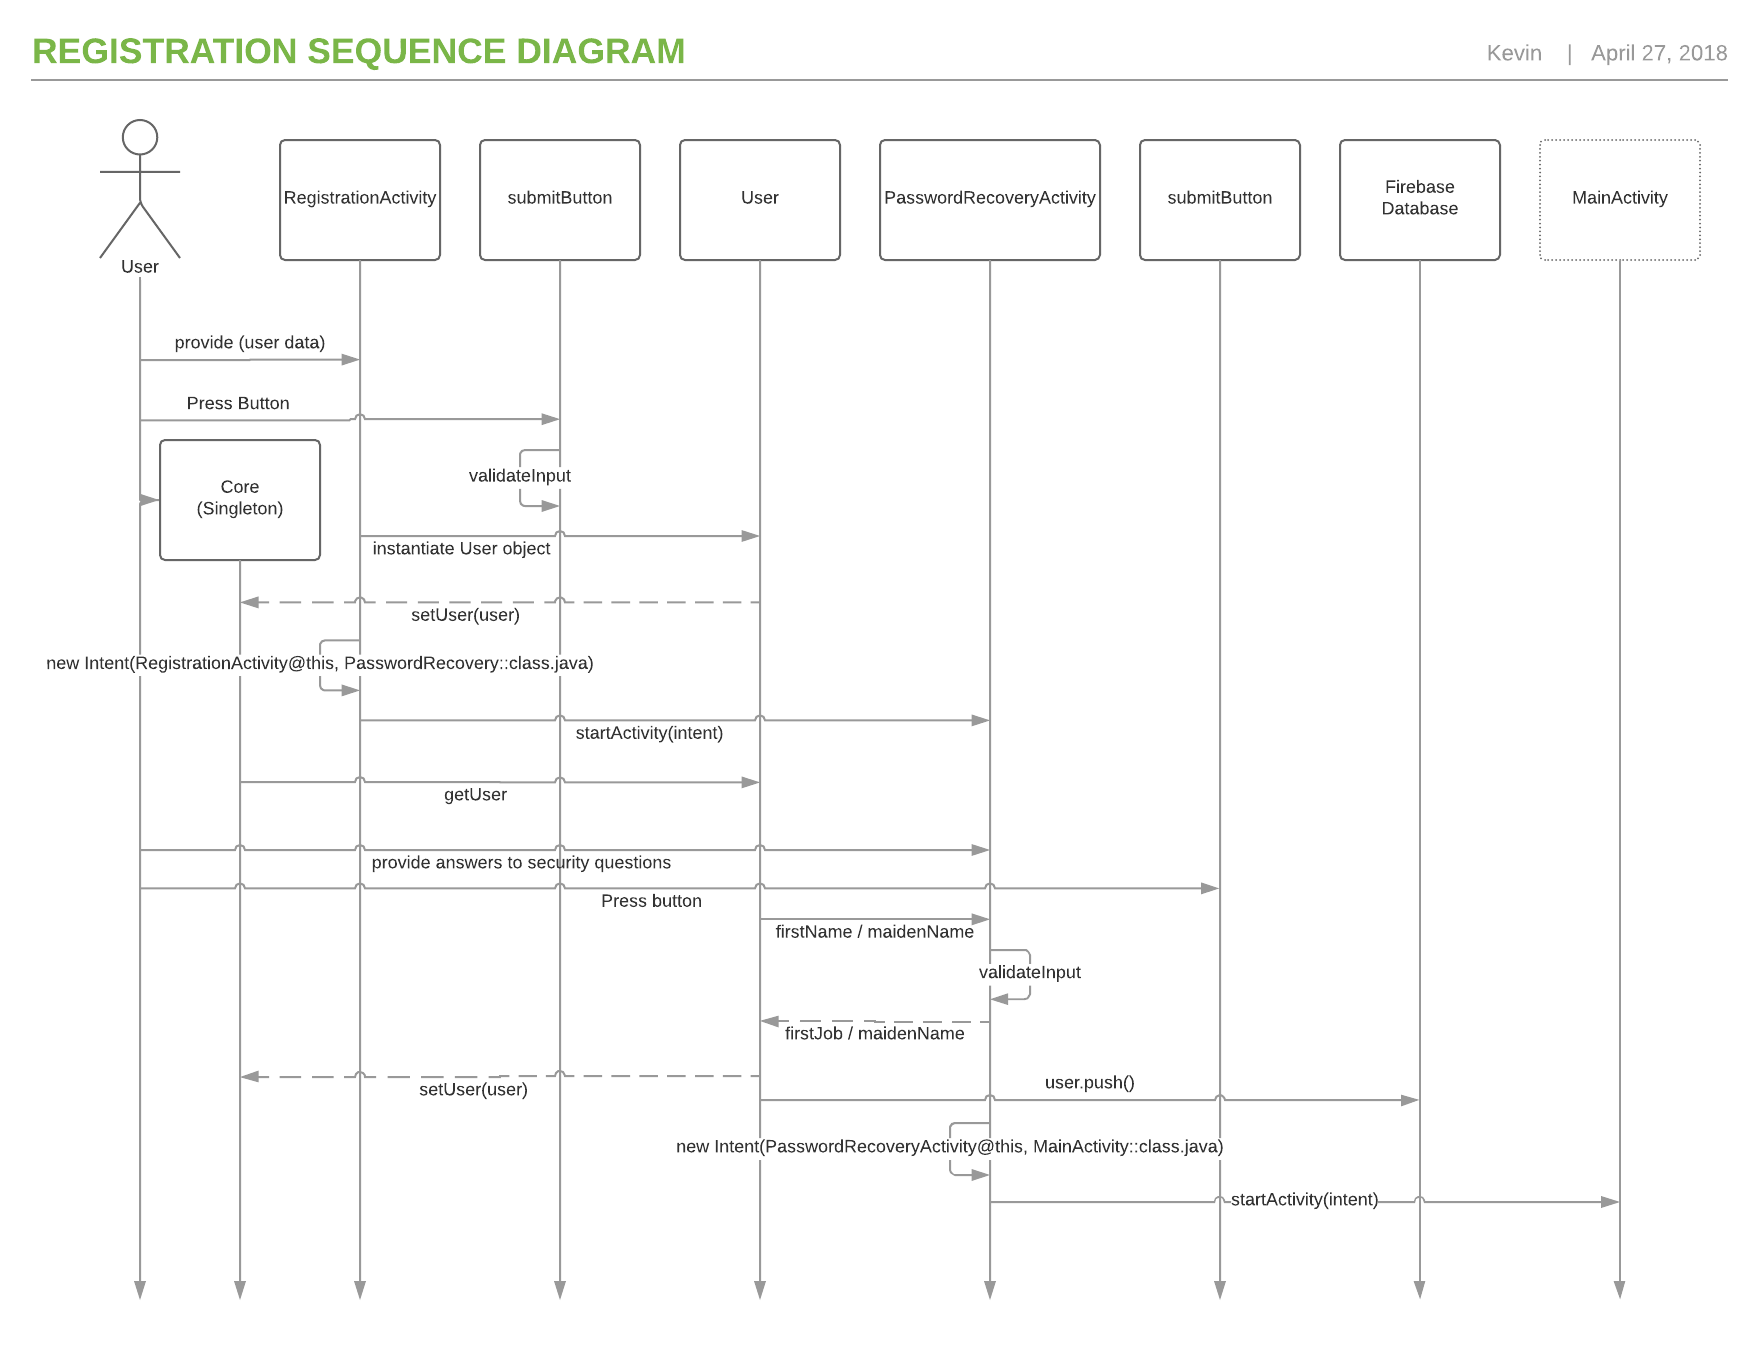 REGISTRATION SEQUENCE DIAGRAM
Kevin | April 27, 2018
User
RegistrationActivity
submitButton
User
PasswordRecoveryActivity
submitButton
Firebase
Database
MainActivity
provide (user data)
Press Button
Core
(Singleton)
validateInput
instantiate User object
setUser(user)
new Intent(RegistrationActivity@this, PasswordRecovery::class.java)
startActivity(intent)
getUser
provide answers to security questions
Press button
firstName / maidenName
validateInput
firstJob / maidenName
setUser(user)
user.push()
new Intent(PasswordRecoveryActivity@this, MainActivity::class.java)
startActivity(intent)